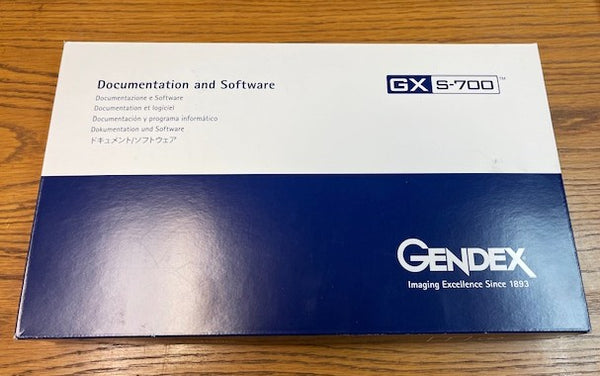 Documentation and Software
Documentazione e Software
Documentation et logiciel
Documentación y programa informático
Dokumentation und Software
ドキュメント/ソフトウェア
GX S-700™
GENDEX
Imaging Excellence Since 1893